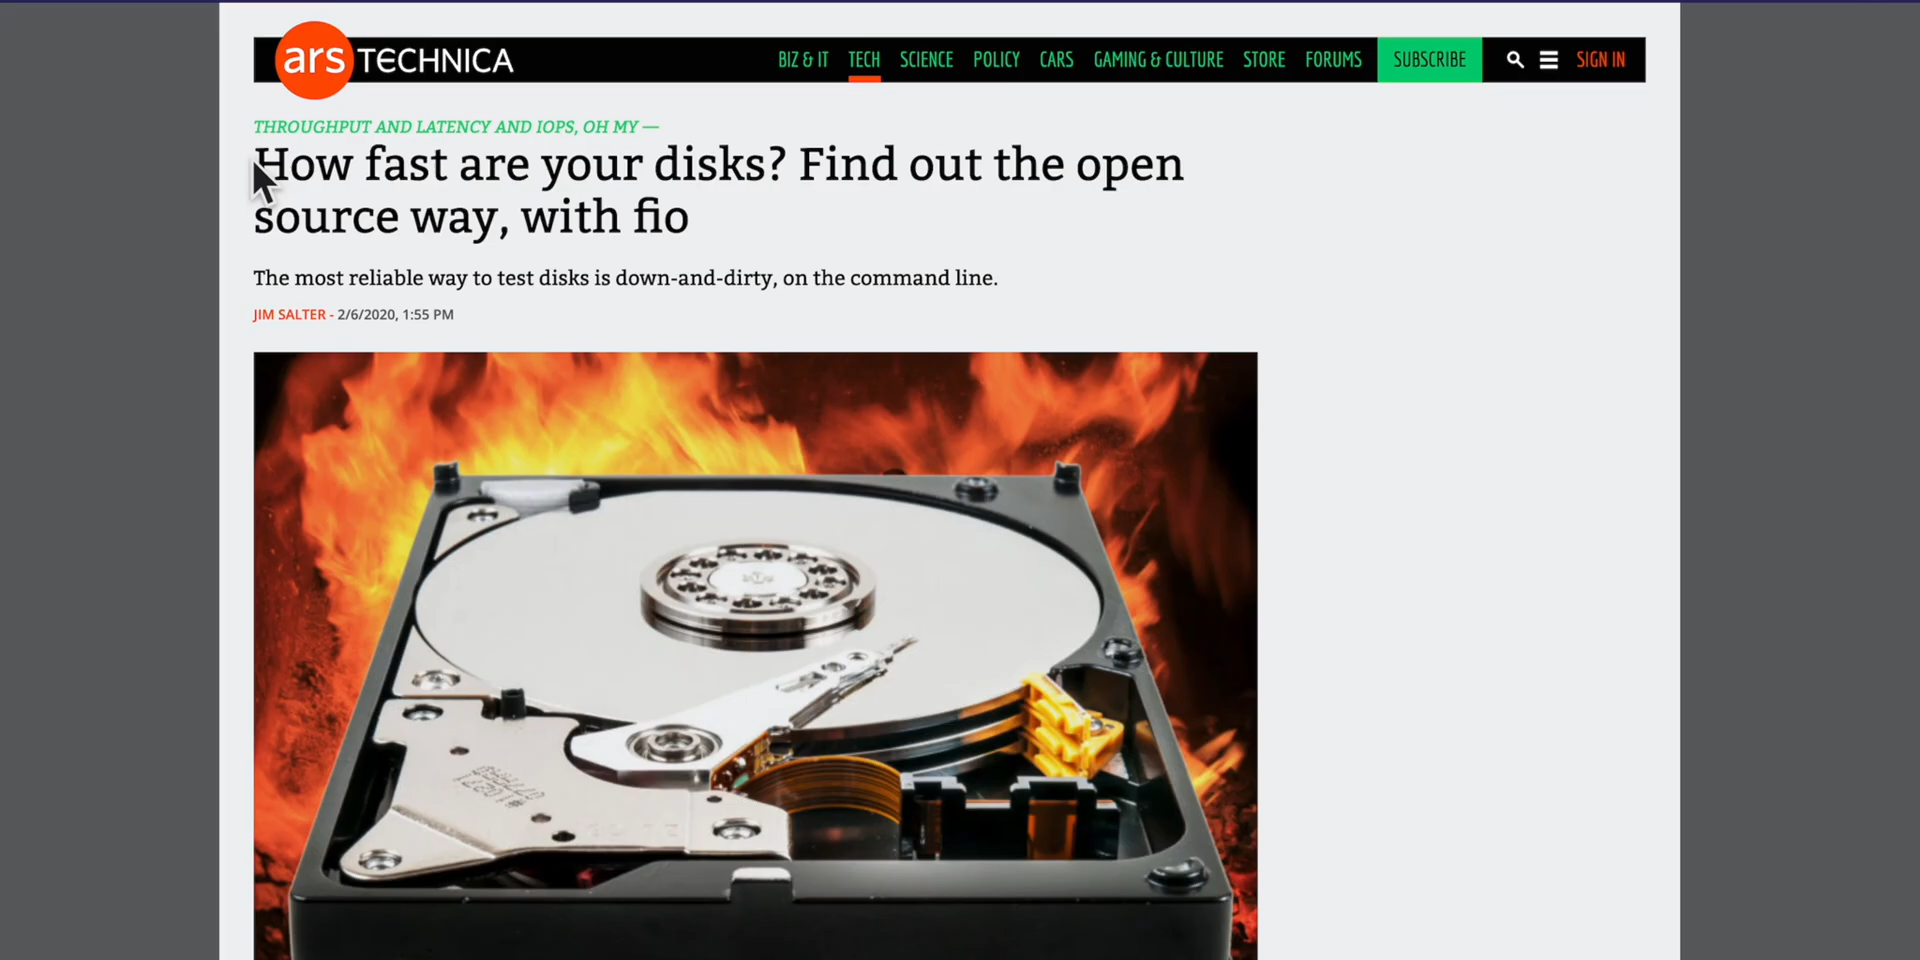 ars TECHNICA
BIZ & IT TECH SCIENCE POLICY CARS GAMING & CULTURE STORE FORUMS SUBSCRIBE SIGN IN
THROUGHPUT AND LATENCY AND IOPS, OH MY —
How fast are your disks? Find out the open
source way, with fio
The most reliable way to test disks is down-and-dirty, on the command line.
JIM SALTER - 2/6/2020, 1:55 PM